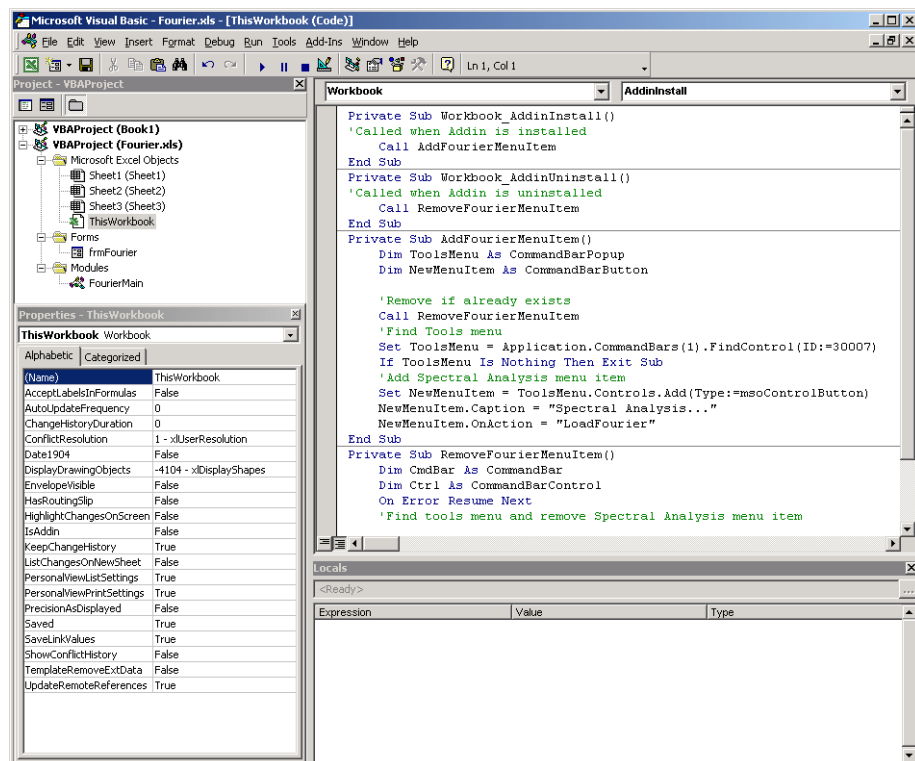 Microsoft Visual Basic - Fourier.xls - [ThisWorkbook (Code)]
File Edit View Insert Format Debug Run Tools Add-Ins Window Help
Ln 1, Col 1
Project - VBAProject
VBAProject (Book1)
VBAProject (Fourier.xls)
Microsoft Excel Objects
Sheet1 (Sheet1)
Sheet2 (Sheet2)
Sheet3 (Sheet3)
ThisWorkbook
Forms
frmFourier
Modules
FourierMain
Properties - ThisWorkbook
ThisWorkbook Workbook
Alphabetic Categorized
(Name) ThisWorkbook
AcceptLabelsInFormulas False
AutoUpdateFrequency 0
ChangeHistoryDuration 0
ConflictResolution 1 - xlUserResolution
Date1904 False
DisplayDrawingObjects -4104 - xlDisplayShapes
EnvelopeVisible False
HasRoutingSlip False
HighlightChangesOnScreen False
IsAddin False
KeepChangeHistory True
ListChangesOnNewSheet False
PersonalViewListSettings True
PersonalViewPrintSettings True
PrecisionAsDisplayed False
Saved True
SaveLinkValues True
ShowConflictHistory False
TemplateRemoveExtData False
UpdateRemoteReferences True
Workbook AddinInstall
Private Sub Workbook_AddinInstall()
'Called when Addin is installed
Call AddFourierMenuItem
End Sub
Private Sub Workbook_AddinUninstall()
'Called when Addin is uninstalled
Call RemoveFourierMenuItem
End Sub
Private Sub AddFourierMenuItem()
Dim ToolsMenu As CommandBarPopup
Dim NewMenuItem As CommandBarButton
'Remove if already exists
Call RemoveFourierMenuItem
'Find Tools menu
Set ToolsMenu = Application.CommandBars(1).FindControl(ID:=30007)
If ToolsMenu Is Nothing Then Exit Sub
'Add Spectral Analysis menu item
Set NewMenuItem = ToolsMenu.Controls.Add(Type:=msoControlButton)
NewMenuItem.Caption = "Spectral Analysis..."
NewMenuItem.OnAction = "LoadFourier"
End Sub
Private Sub RemoveFourierMenuItem()
Dim CmdBar As CommandBar
Dim Ctrl As CommandBarControl
On Error Resume Next
'Find tools menu and remove Spectral Analysis menu item
Locals
<Ready>
...
Expression Value Type